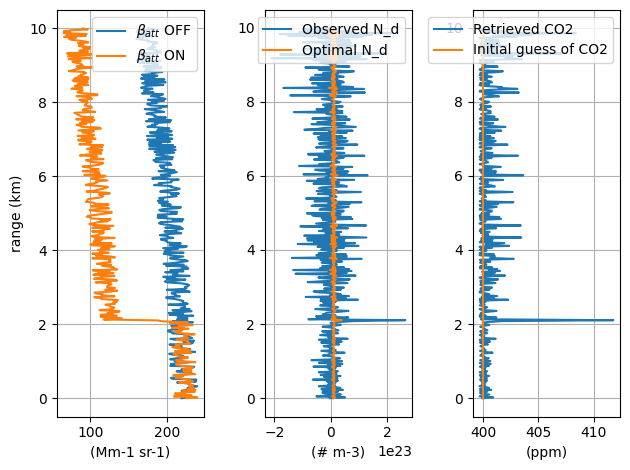 β_att OFF
β_att ON
Observed N_d
Optimal N_d
Retrieved CO2
Initial guess of CO2
range (km)
10
8
6
4
2
0
100 200
(Mm-1 sr-1)
10
8
6
4
2
0
−2 0 2
1e23
(# m-3)
10
8
6
4
2
0
400 405 410
(ppm)